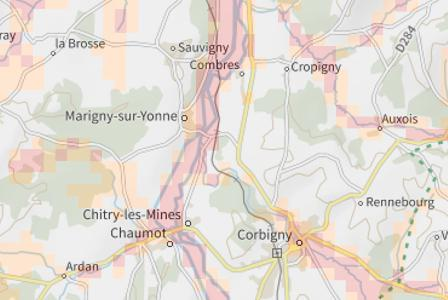 ray
la Brosse
Sauvigny
D284
Combres
Cropigny
Marigny-sur-Yonne
Auxois
Rennebourg
Chitry-les-Mines
Chaumot
Corbigny
V
Ardan